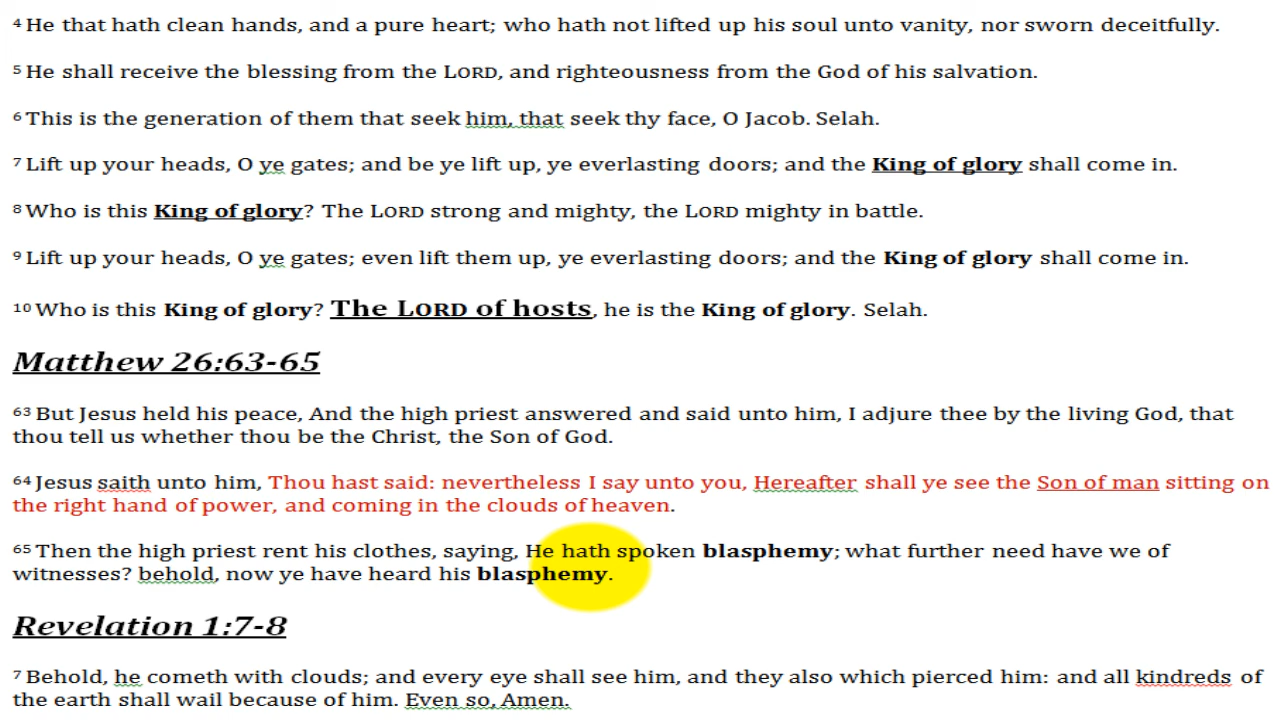 4 He that hath clean hands, and a pure heart; who hath not lifted up his soul unto vanity, nor sworn deceitfully.
5 He shall receive the blessing from the LORD, and righteousness from the God of his salvation.
6 This is the generation of them that seek him, that seek thy face, O Jacob. Selah.
7 Lift up your heads, O ye gates; and be ye lift up, ye everlasting doors; and the King of glory shall come in.
8 Who is this King of glory? The LORD strong and mighty, the LORD mighty in battle.
9 Lift up your heads, O ye gates; even lift them up, ye everlasting doors; and the King of glory shall come in.
10 Who is this King of glory? The LORD of hosts, he is the King of glory. Selah.
Matthew 26:63-65
63 But Jesus held his peace, And the high priest answered and said unto him, I adjure thee by the living God, that
thou tell us whether thou be the Christ, the Son of God.
64 Jesus saith unto him, Thou hast said: nevertheless I say unto you, Hereafter shall ye see the Son of man sitting on
the right hand of power, and coming in the clouds of heaven.
65 Then the high priest rent his clothes, saying, He hath spoken blasphemy; what further need have we of
witnesses? behold, now ye have heard his blasphemy.
Revelation 1:7-8
7 Behold, he cometh with clouds; and every eye shall see him, and they also which pierced him: and all kindreds of
the earth shall wail because of him. Even so, Amen.